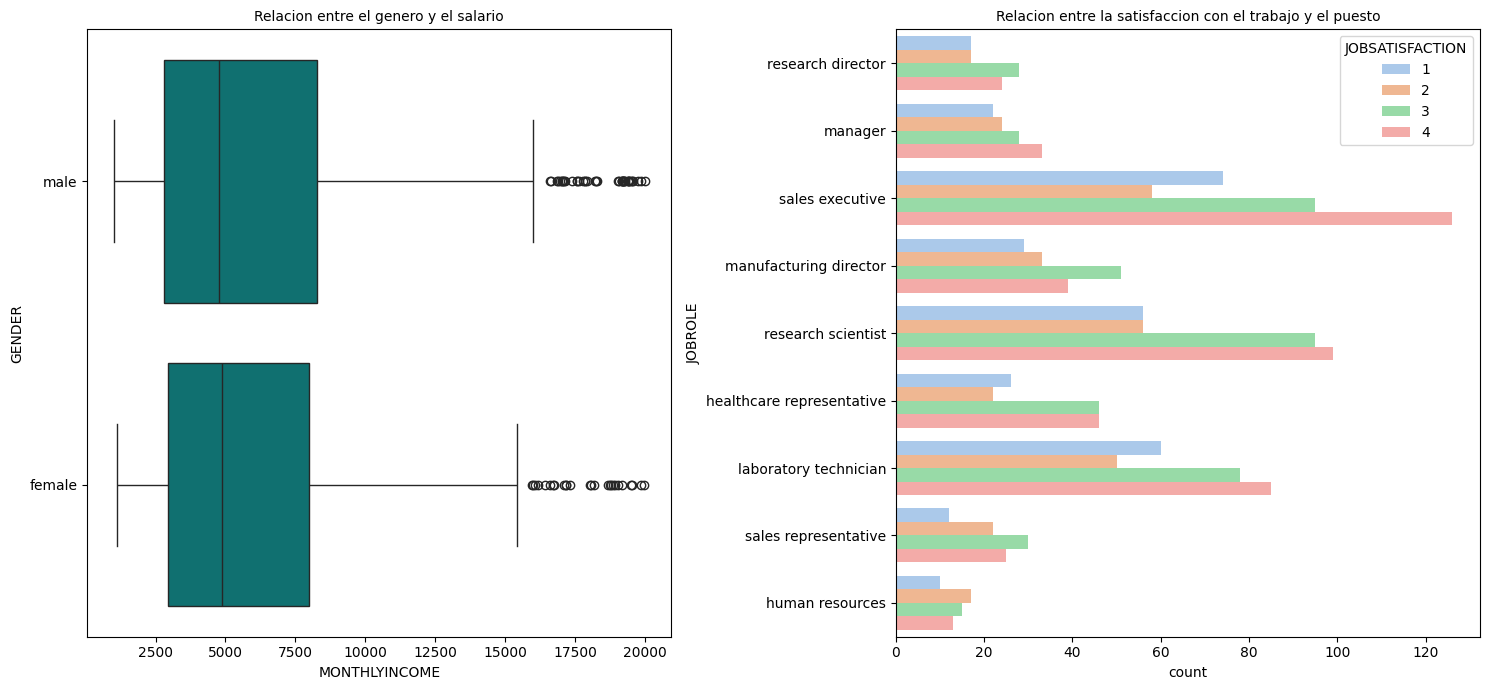 Relacion entre el genero y el salario
GENDER
male
female
2500 5000 7500 10000 12500 15000 17500 20000
MONTHLYINCOME
Relacion entre la satisfaccion con el trabajo y el puesto
JOBROLE
research director
manager
sales executive
manufacturing director
research scientist
healthcare representative
laboratory technician
sales representative
human resources
0 20 40 60 80 100 120
count
JOBSATISFACTION
1
2
3
4